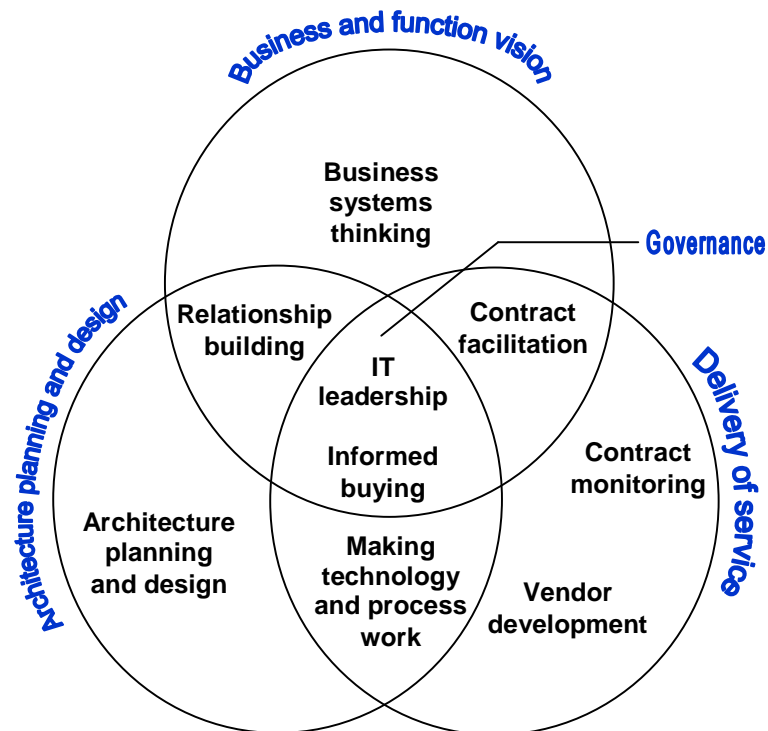 Business and function vision
Business
systems
thinking
Governance
Relationship
building
Contract
facilitation
IT
leadership
Informed
buying
Architecture planning and design
Delivery of service
Contract
monitoring
Architecture
planning
and design
Making
technology
and process
work
Vendor
development